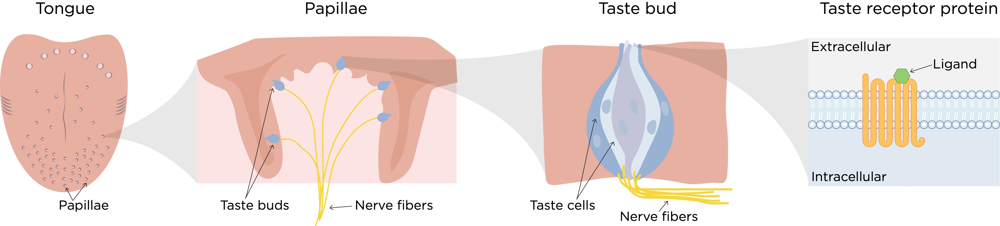 Tongue
Papillae
Papillae
Taste buds
Nerve fibers
Taste bud
Taste cells
Nerve fibers
Taste receptor protein
Extracellular
Ligand
Intracellular